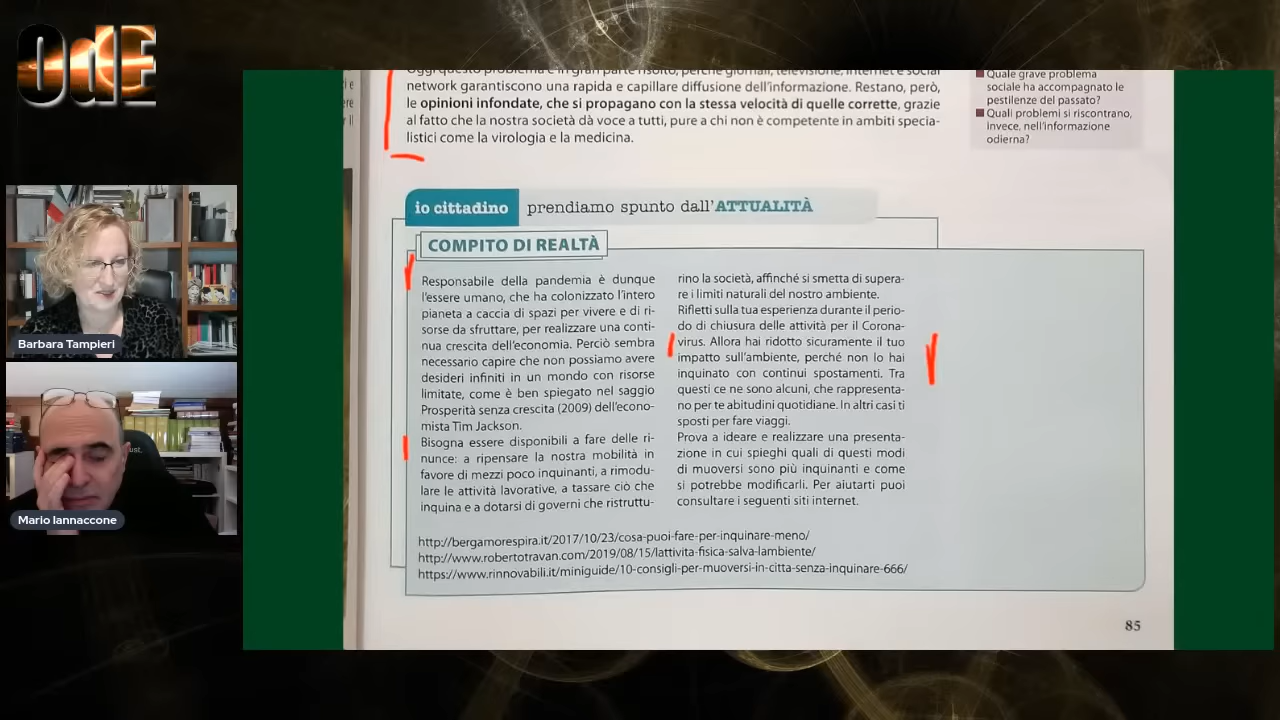 OdE
Oggi questo problema è in gran parte risolto, perché giornali, televisione, internet e social
network garantiscono una rapida e capillare diffusione dell'informazione. Restano, però,
le opinioni infondate, che si propagano con la stessa velocità di quelle corrette, grazie
al fatto che la nostra società dà voce a tutti, pure a chi non è competente in ambiti specia-
listici come la virologia e la medicina.
Quale grave problema
sociale ha accompagnato le
pestilenze del passato?
Quali problemi si riscontrano,
invece, nell'informazione
odierna?
io cittadino prendiamo spunto dall'ATTUALITÀ
COMPITO DI REALTÀ
Responsabile della pandemia è dunque
l'essere umano, che ha colonizzato l'intero
pianeta a caccia di spazi per vivere e di ri-
sorse da sfruttare, per realizzare una conti-
nua crescita dell'economia. Perciò sembra
necessario capire che non possiamo avere
desideri infiniti in un mondo con risorse
limitate, come è ben spiegato nel saggio
Prosperità senza crescita (2009) dell'econo-
mista Tim Jackson.
Bisogna essere disponibili a fare delle ri-
nunce: a ripensare la nostra mobilità in
favore di mezzi poco inquinanti, a rimodu-
lare le attività lavorative, a tassare ciò che
inquina e a dotarsi di governi che ristruttu-
rino la società, affinché si smetta di supera-
re i limiti naturali del nostro ambiente.
Rifletti sulla tua esperienza durante il perio-
do di chiusura delle attività per il Corona-
virus. Allora hai ridotto sicuramente il tuo
impatto sull'ambiente, perché non lo hai
inquinato con continui spostamenti. Tra
questi ce ne sono alcuni, che rappresenta-
no per te abitudini quotidiane. In altri casi ti
sposti per fare viaggi.
Prova a ideare e realizzare una presenta-
zione in cui spieghi quali di questi modi
di muoversi sono più inquinanti e come
si potrebbe modificarli. Per aiutarti puoi
consultare i seguenti siti internet.
http://bergamorespira.it/2017/10/23/cosa-puoi-fare-per-inquinare-meno/
http://www.robertotravan.com/2019/08/15/lattivita-fisica-salva-lambiente/
https://www.rinnovabili.it/miniguide/10-consigli-per-muoversi-in-citta-senza-inquinare-666/
85
Barbara Tampieri
Mario Iannaccone